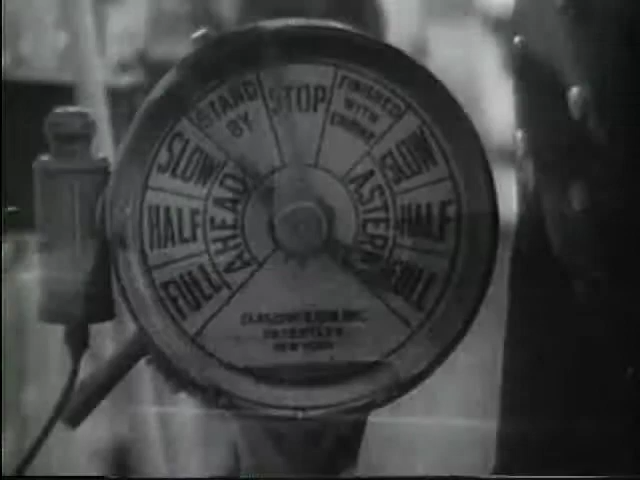 STAND
BY
STOP
FINISHED
WITH
ENGINE
SLOW
HALF
FULL
AHEAD
ASTERN
SLOW
HALF
FULL
NEW YORK